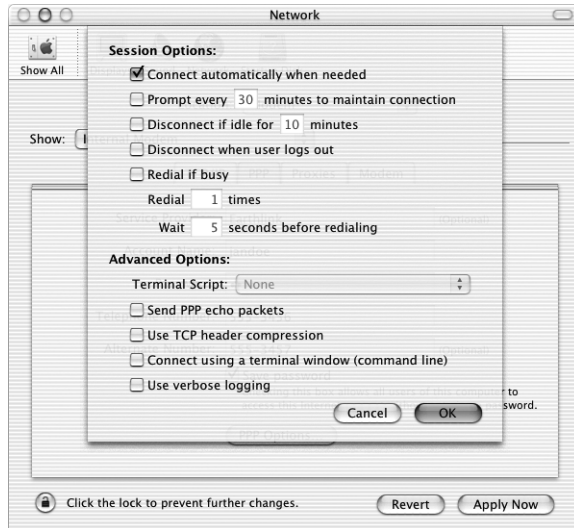 Network
Show All
Session Options:
Connect automatically when needed
Prompt every 30 minutes to maintain connection
Disconnect if idle for 10 minutes
Show:
Disconnect when user logs out
PPP Proxies Modem
Redial if busy
Redial 1 times
Wait 5 seconds before redialing
Advanced Options:
Terminal Script: None
Send PPP echo packets
Use TCP header compression
Connect using a terminal window (command line)
Save password
Use verbose logging
to
sword.
Cancel OK
PPP Options...
Click the lock to prevent further changes.
Revert Apply Now